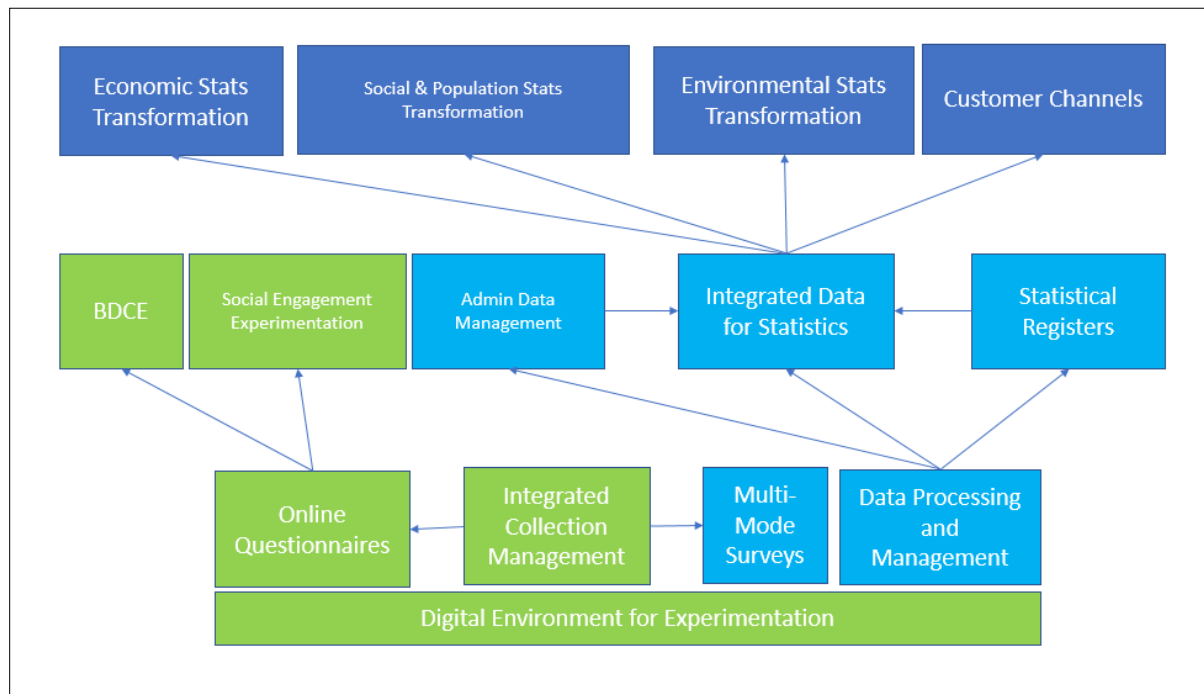 Economic Stats
Transformation
Social & Population Stats
Transformation
Environmental Stats
Transformation
Customer Channels
BDCE
Social Engagement
Experimentation
Admin Data
Management
Integrated Data
for Statistics
Statistical
Registers
Online
Questionnaires
Integrated
Collection
Management
Multi-
Mode
Surveys
Data Processing
and
Management
Digital Environment for Experimentation